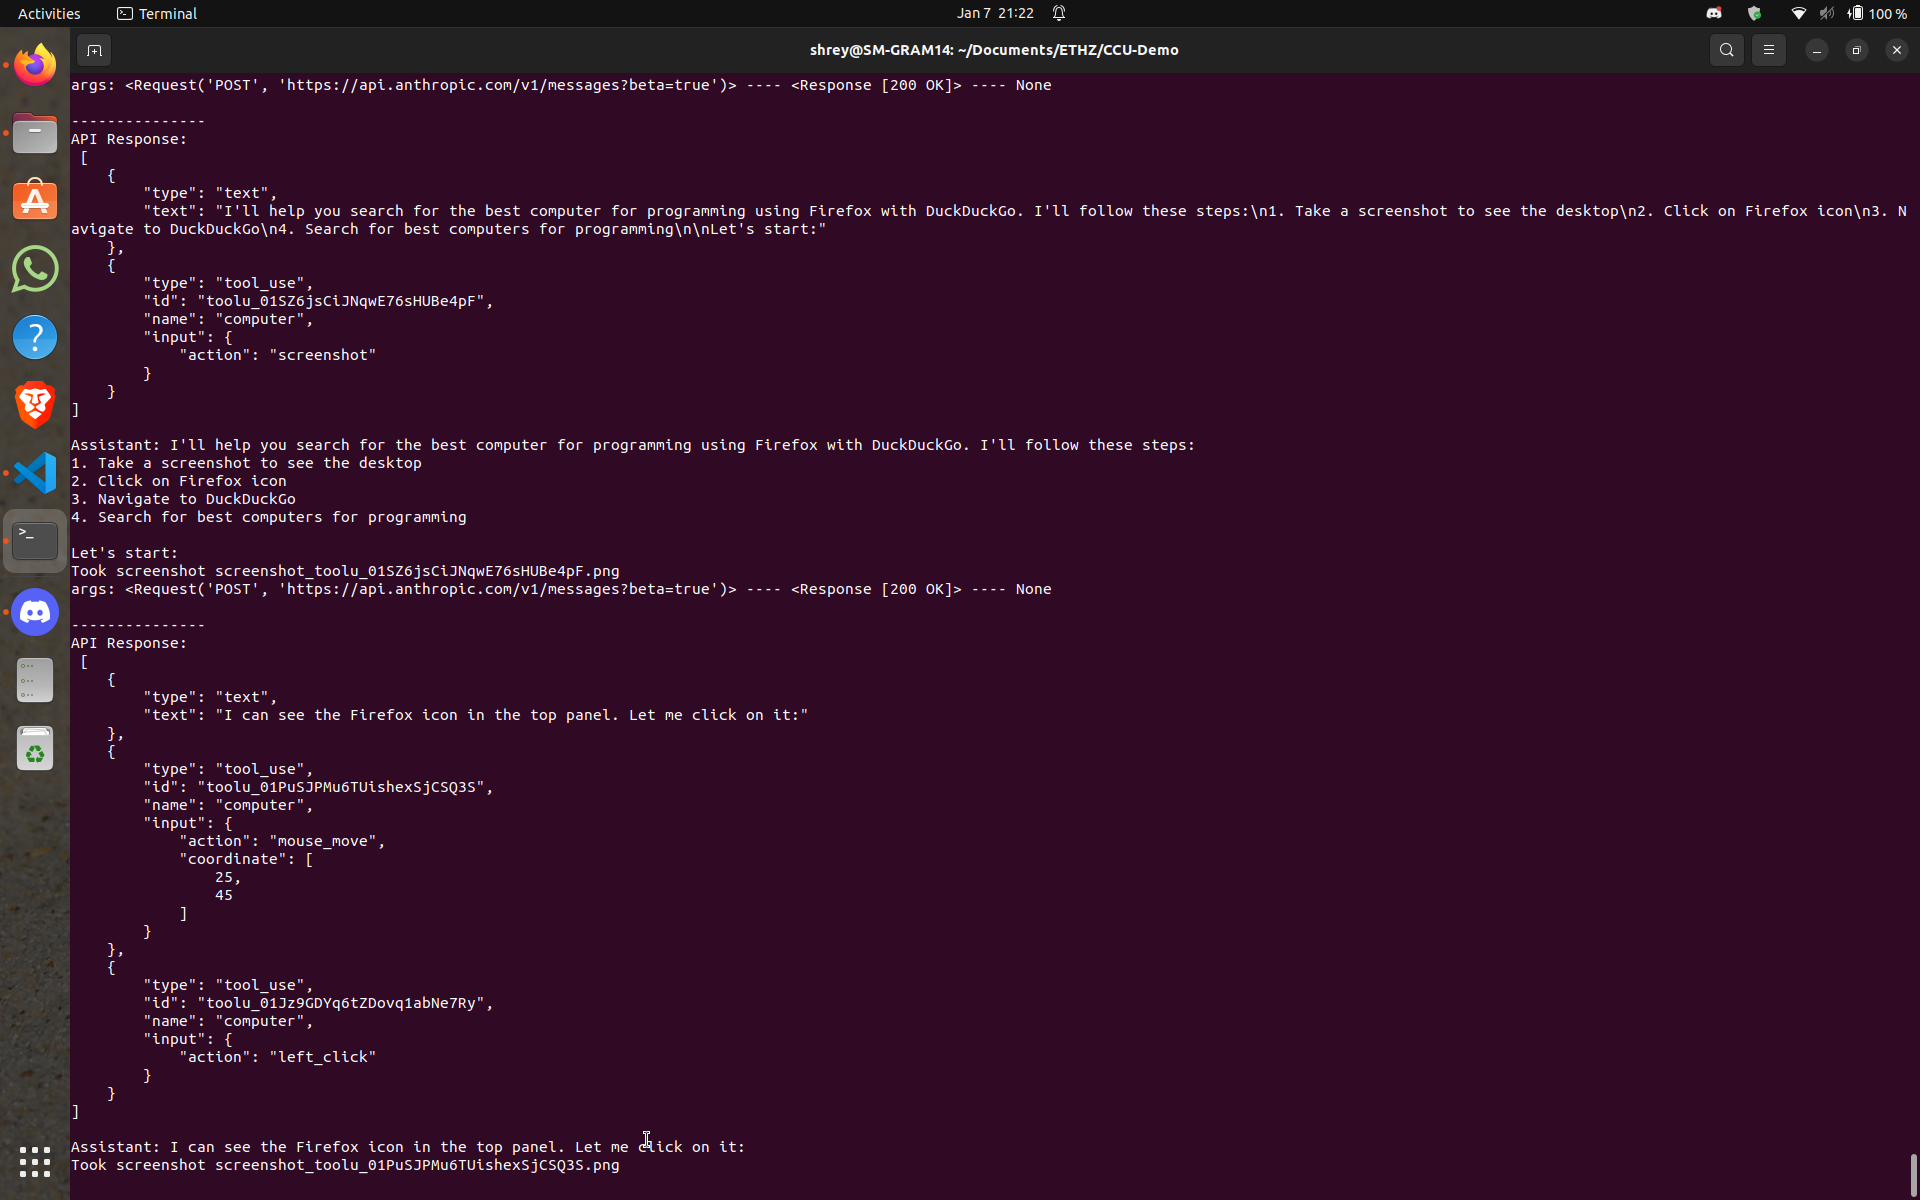 Activities
Terminal
Jan 7 21:22
100 %
shrey@SM-GRAM14: ~/Documents/ETHZ/CCU-Demo
args: <Request('POST', 'https://api.anthropic.com/v1/messages?beta=true')> ---- <Response [200 OK]> ---- None
---------------
API Response:
 [
    {
        "type": "text",
        "text": "I'll help you search for the best computer for programming using Firefox with DuckDuckGo. I'll follow these steps:\n1. Take a screenshot to see the desktop\n2. Click on Firefox icon\n3. N
avigate to DuckDuckGo\n4. Search for best computers for programming\n\nLet's start:"
    },
    {
        "type": "tool_use",
        "id": "toolu_01SZ6jsCiJNqwE76sHUBe4pF",
        "name": "computer",
        "input": {
            "action": "screenshot"
        }
    }
]
Assistant: I'll help you search for the best computer for programming using Firefox with DuckDuckGo. I'll follow these steps:
1. Take a screenshot to see the desktop
2. Click on Firefox icon
3. Navigate to DuckDuckGo
4. Search for best computers for programming
Let's start:
Took screenshot screenshot_toolu_01SZ6jsCiJNqwE76sHUBe4pF.png
args: <Request('POST', 'https://api.anthropic.com/v1/messages?beta=true')> ---- <Response [200 OK]> ---- None
---------------
API Response:
 [
    {
        "type": "text",
        "text": "I can see the Firefox icon in the top panel. Let me click on it:"
    },
    {
        "type": "tool_use",
        "id": "toolu_01PuSJPMu6TUishexSjCSQ3S",
        "name": "computer",
        "input": {
            "action": "mouse_move",
            "coordinate": [
                25,
                45
            ]
        }
    },
    {
        "type": "tool_use",
        "id": "toolu_01Jz9GDYq6tZDovq1abNe7Ry",
        "name": "computer",
        "input": {
            "action": "left_click"
        }
    }
]
Assistant: I can see the Firefox icon in the top panel. Let me click on it:
Took screenshot screenshot_toolu_01PuSJPMu6TUishexSjCSQ3S.png